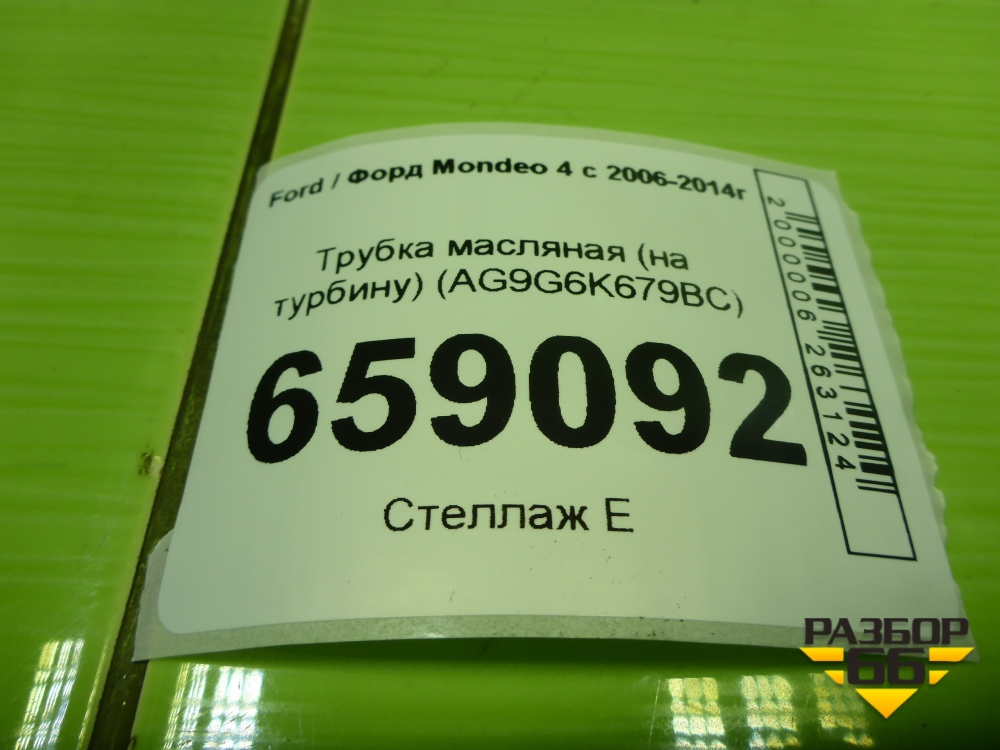 Ford / Форд Mondeo 4 с 2006-2014г
Трубка масляная (на
турбину) (AG9G6K679BC)
659092
Стеллаж Е
2000006263124
РАЗБОР
66